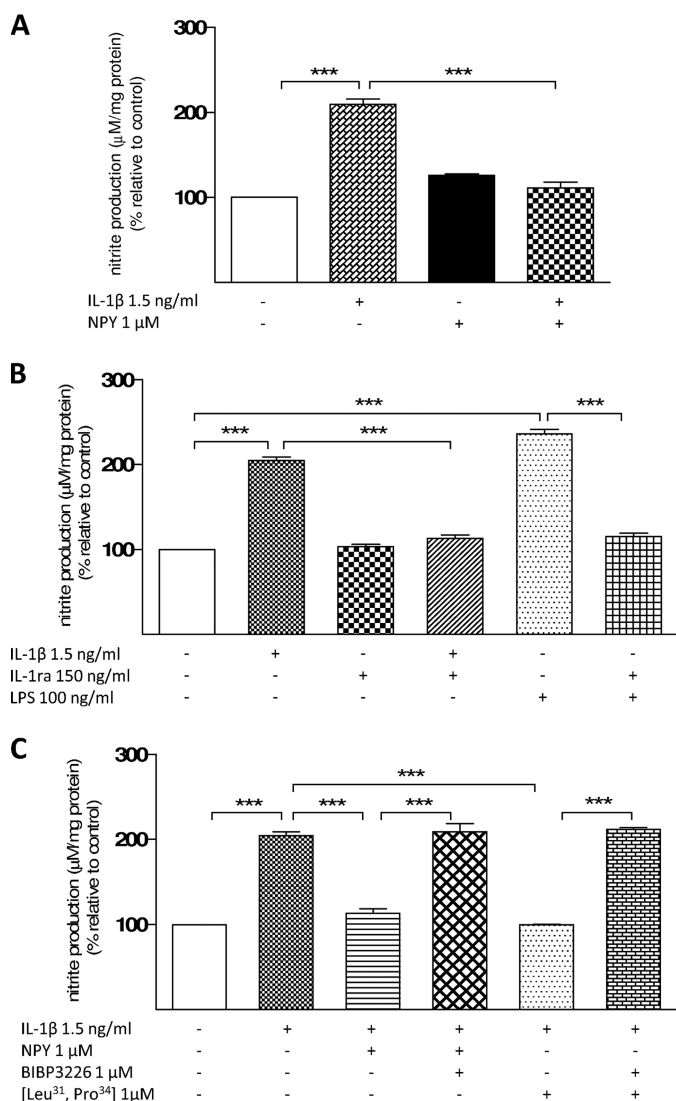 A
nitrite production (µM/mg protein)
(% relative to control)
300
200
100
*** ***
IL-1β 1.5 ng/ml - + - +
NPY 1 µM - - + +
B
nitrite production (µM/mg protein)
(% relative to control)
300
200
100
***
*** *** ***
IL-1β 1.5 ng/ml - + - + - -
IL-1ra 150 ng/ml - - + + - +
LPS 100 ng/ml - - - - + +
C
nitrite production (µM/mg protein)
(% relative to control)
300
200
100
***
*** *** *** ***
IL-1β 1.5 ng/ml - + + + + +
NPY 1 µM - - + + - -
BIBP3226 1 µM - - - + - +
[Leu³¹, Pro³⁴] 1µM - - - - + +